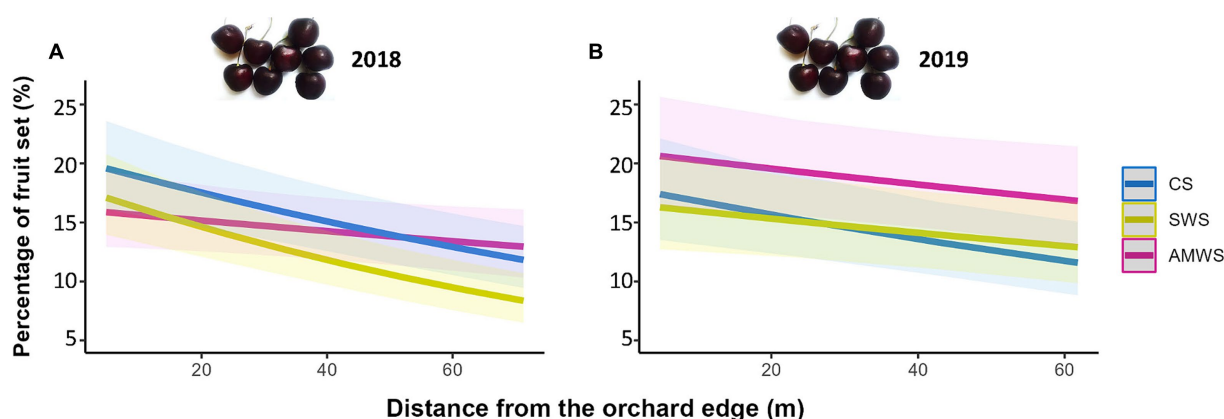 A
2018
B
2019
Percentage of fruit set (%)
25
20
15
10
5
20
40
60
25
20
15
10
5
20
40
60
CS
SWS
AMWS
Distance from the orchard edge (m)